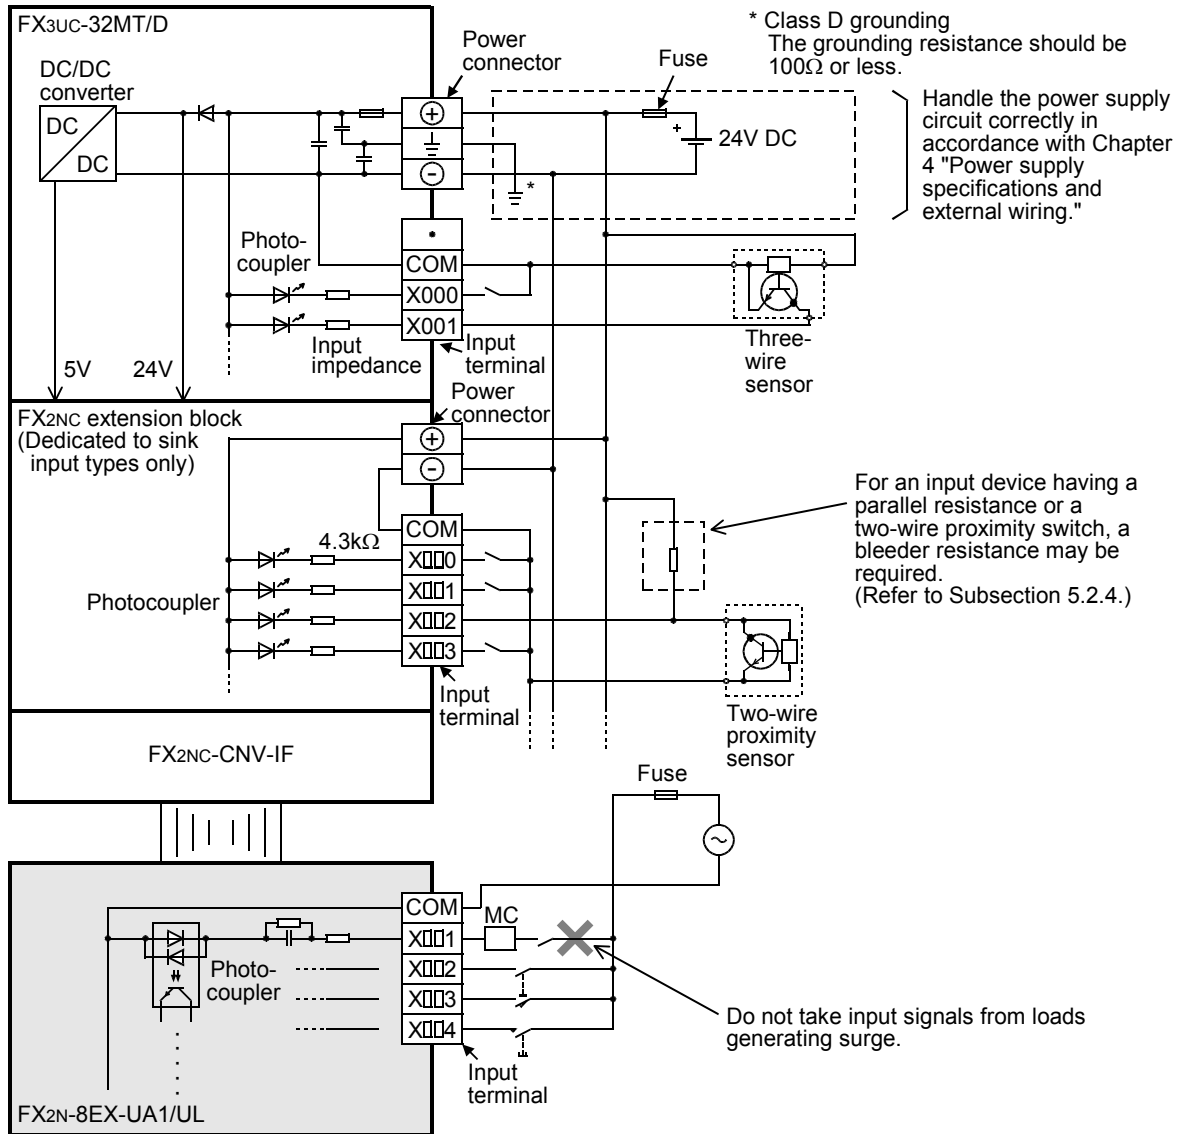 FX3UC-32MT/D
* Class D grounding
The grounding resistance should be
100Ω or less.
Power
connector
Fuse
DC/DC
converter
DC
DC
+
24V DC
*
Handle the power supply
circuit correctly in
accordance with Chapter
4 "Power supply
specifications and
external wiring."
Photo-
coupler
•
COM
X000
X001
Input
impedance
Input
terminal
Three-
wire
sensor
5V
24V
FX2NC extension block
(Dedicated to sink
input types only)
Power
connector
COM
4.3kΩ
X▯▯0
X▯▯1
X▯▯2
X▯▯3
Photocoupler
For an input device having a
parallel resistance or a
two-wire proximity switch, a
bleeder resistance may be
required.
(Refer to Subsection 5.2.4.)
Input
terminal
Two-wire
proximity
sensor
FX2NC-CNV-IF
Fuse
COM
MC
X▯▯1
X▯▯2
X▯▯3
X▯▯4
Photo-
coupler
Do not take input signals from loads
generating surge.
Input
terminal
FX2N-8EX-UA1/UL